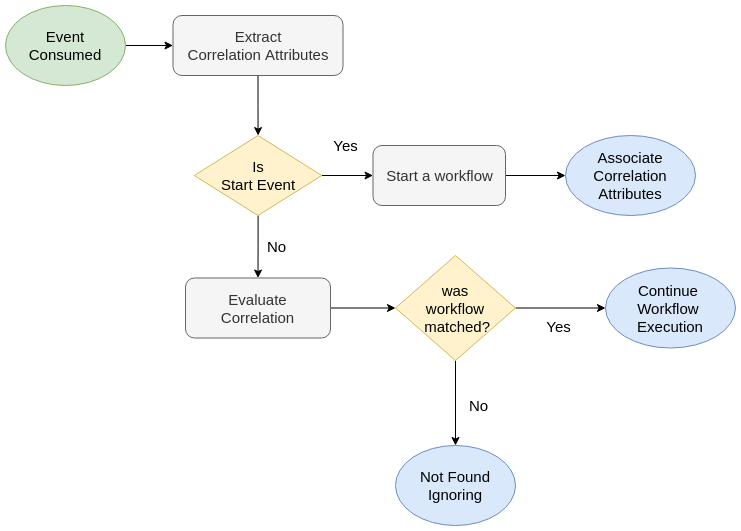 Event
Consumed
Extract
Correlation Attributes
Is
Start Event
Yes
Start a workflow
Associate
Correlation
Attributes
No
Evaluate
Correlation
was
workflow
matched?
Yes
Continue
Workflow
Execution
No
Not Found
Ignoring